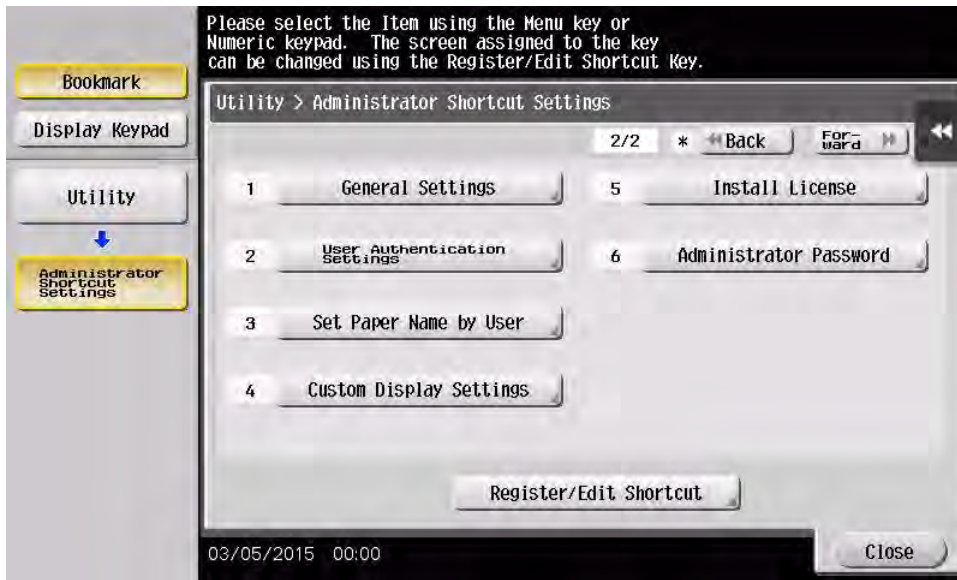 Please select the Item using the Menu key or
Numeric keypad. The screen assigned to the key
can be changed using the Register/Edit Shortcut Key.
Bookmark
Display Keypad
Utility
Administrator
Shortcut
Settings
Utility > Administrator Shortcut Settings
2/2 * Back For-
ward
1 General Settings
2 User Authentication
Settings
3 Set Paper Name by User
4 Custom Display Settings
5 Install License
6 Administrator Password
Register/Edit Shortcut
03/05/2015 00:00
Close